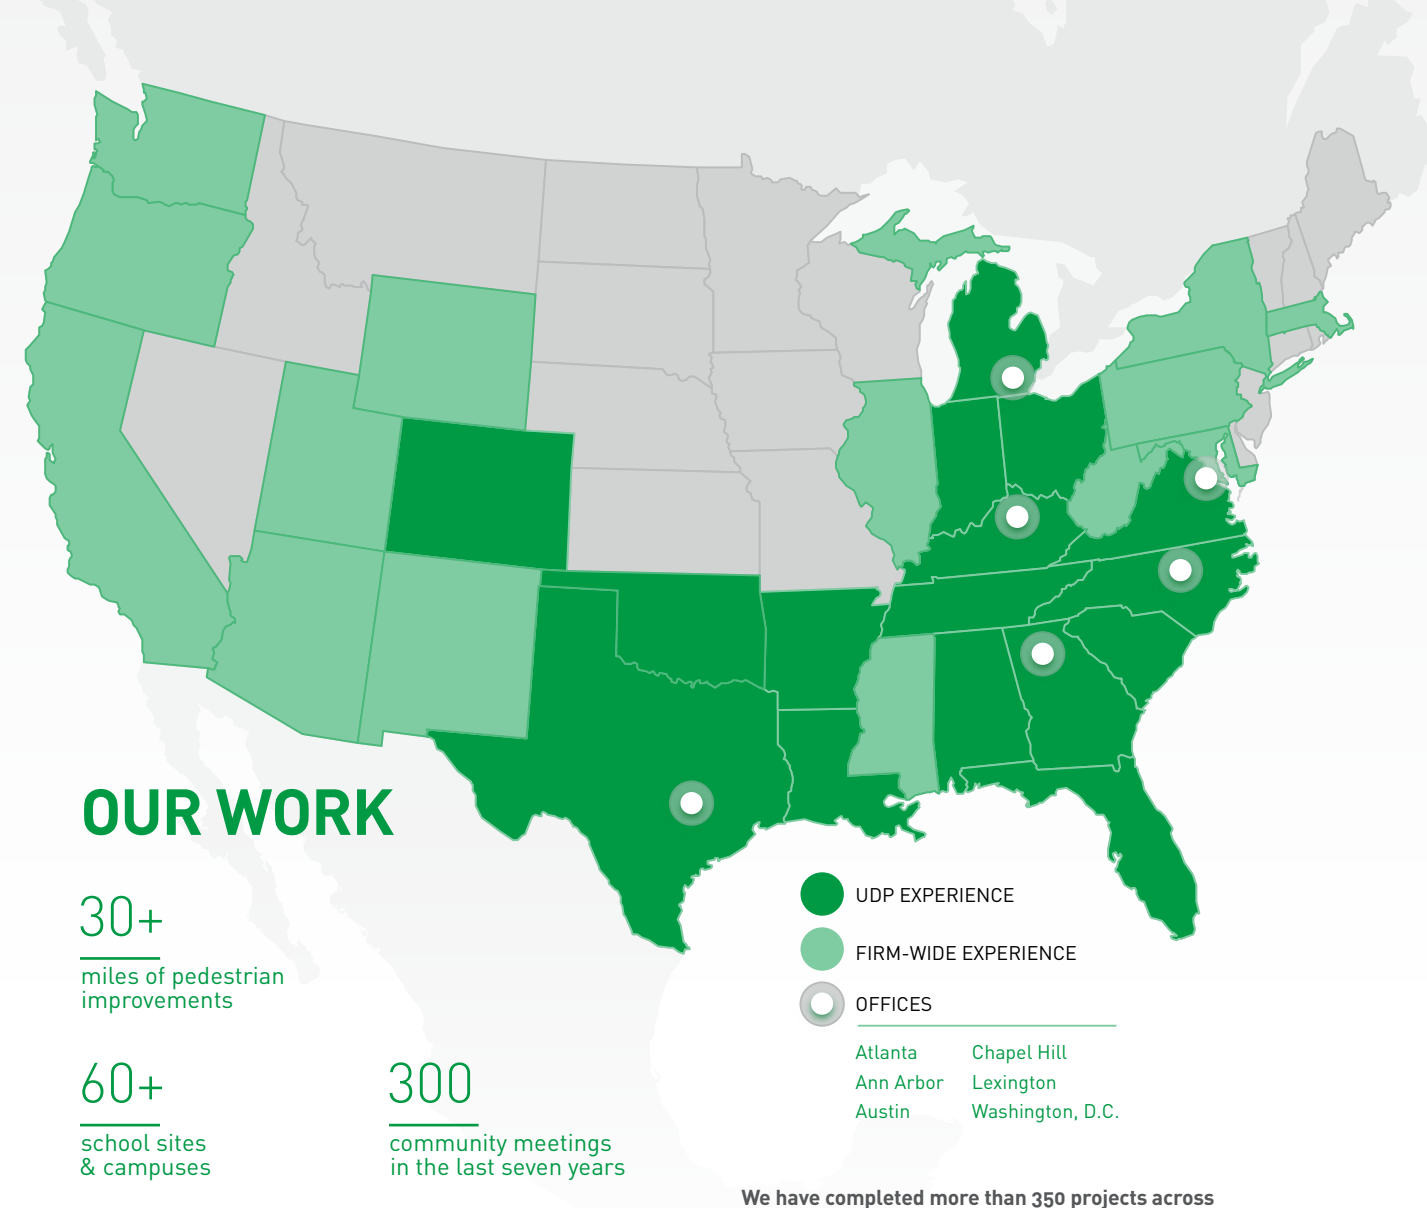 OUR WORK
30+
miles of pedestrian
improvements
60+
school sites
& campuses
300
community meetings
in the last seven years
UDP EXPERIENCE
FIRM-WIDE EXPERIENCE
OFFICES
Atlanta
Ann Arbor
Austin
Chapel Hill
Lexington
Washington, D.C.
We have completed more than 350 projects across